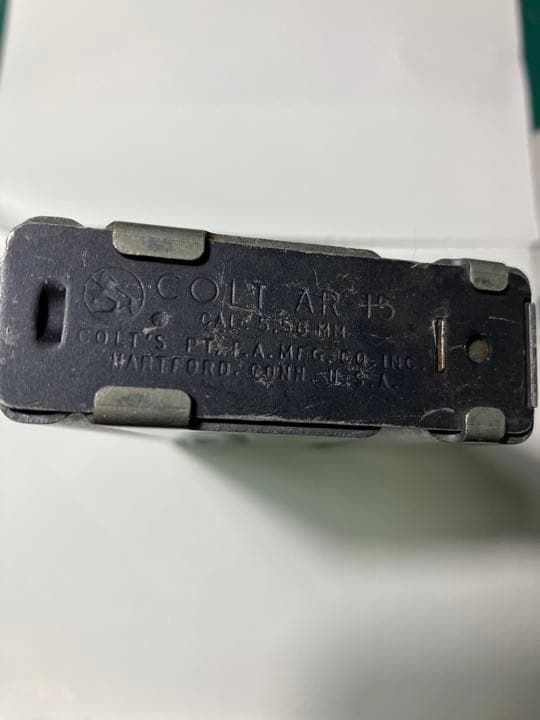 COLT AR 15
CAL. 5.56 MM
COLT'S PT. F.A. MFG. CO. INC.
HARTFORD. CONN. U.S.A.